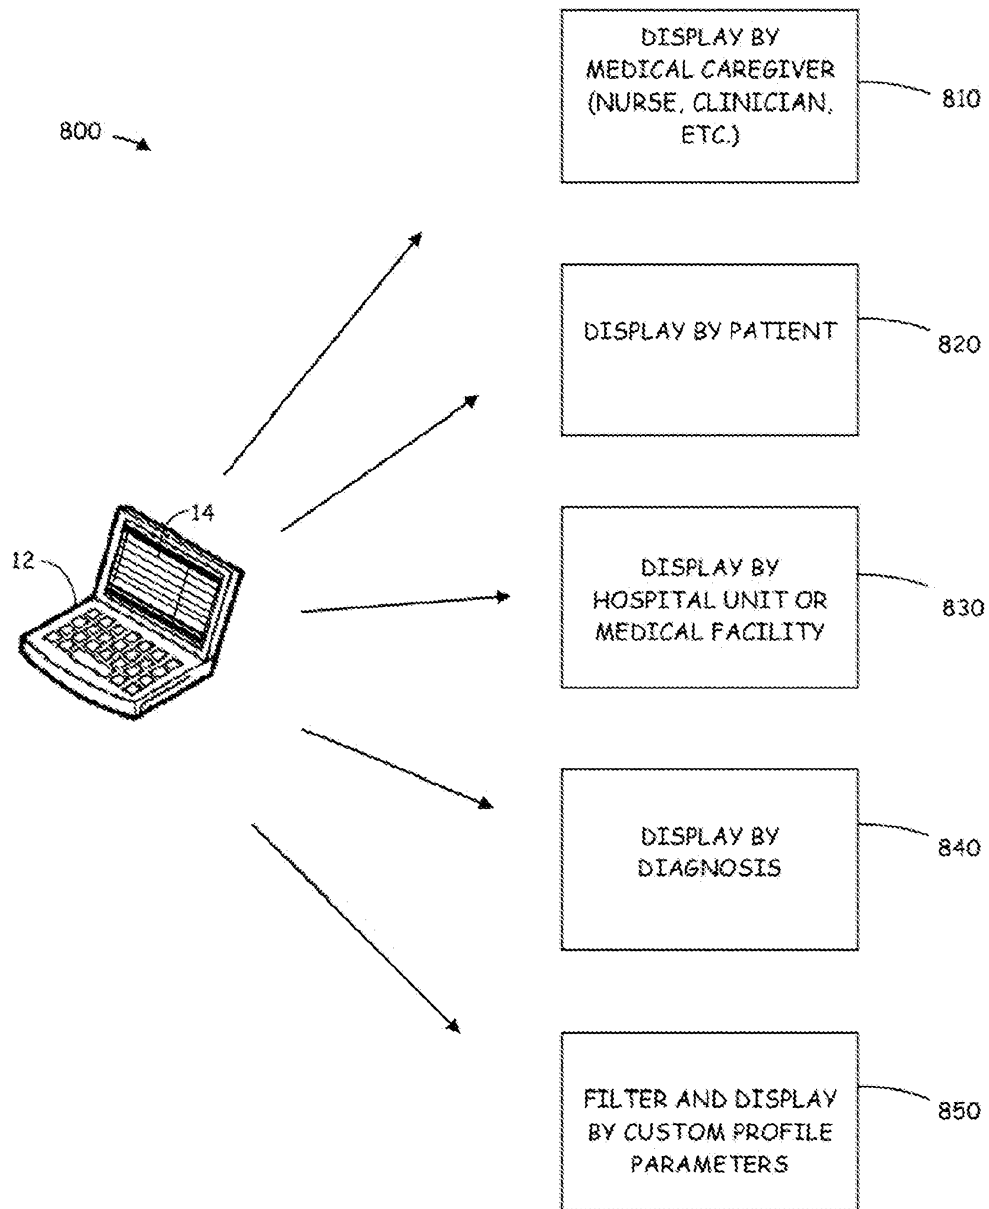 DISPLAY BY
MEDICAL CAREGIVER
(NURSE, CLINICIAN,
ETC.)
810
800
DISPLAY BY PATIENT
820
14
12
DISPLAY BY
HOSPITAL UNIT OR
MEDICAL FACILITY
830
DISPLAY BY
DIAGNOSIS
840
FILTER AND DISPLAY
BY CUSTOM PROFILE
PARAMETERS
850